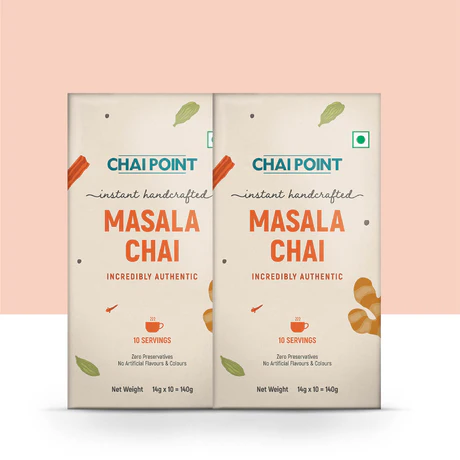 CHAI POINT
instant handcrafted
MASALA
CHAI
INCREDIBLY AUTHENTIC
10 SERVINGS
Zero Preservatives
No Artificial Flavours & Colours
Net Weight 14g x 10 = 140g
CHAI POINT
instant handcrafted
MASALA
CHAI
INCREDIBLY AUTHENTIC
10 SERVINGS
Zero Preservatives
No Artificial Flavours & Colours
Net Weight 14g x 10 = 140g